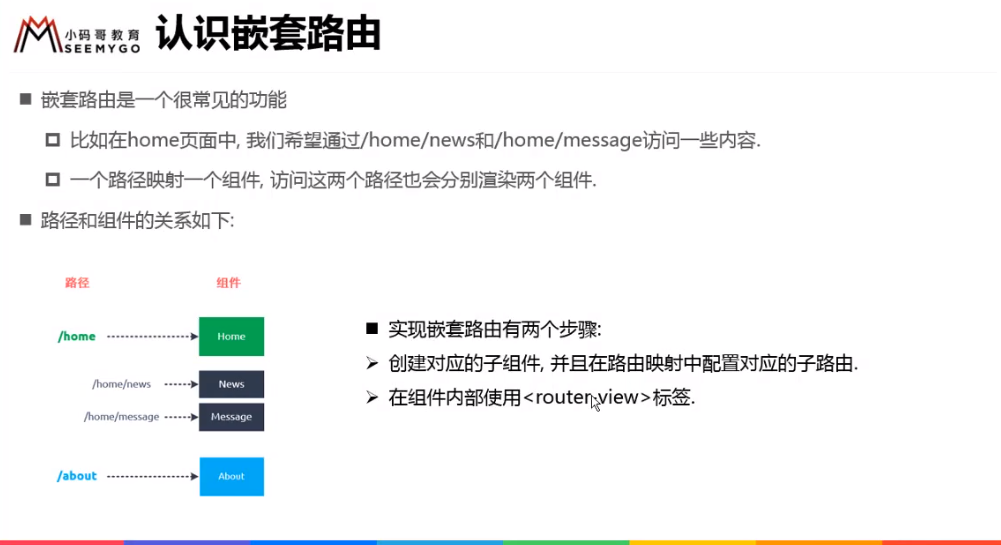 小码哥教育
SEEMYGO
认识嵌套路由
嵌套路由是一个很常见的功能
比如在home页面中, 我们希望通过/home/news和/home/message访问一些内容.
一个路径映射一个组件, 访问这两个路径也会分别渲染两个组件.
路径和组件的关系如下:
路径 组件
/home Home
/home/news News
/home/message Message
/about About
实现嵌套路由有两个步骤:
创建对应的子组件, 并且在路由映射中配置对应的子路由.
在组件内部使用<router-view>标签.